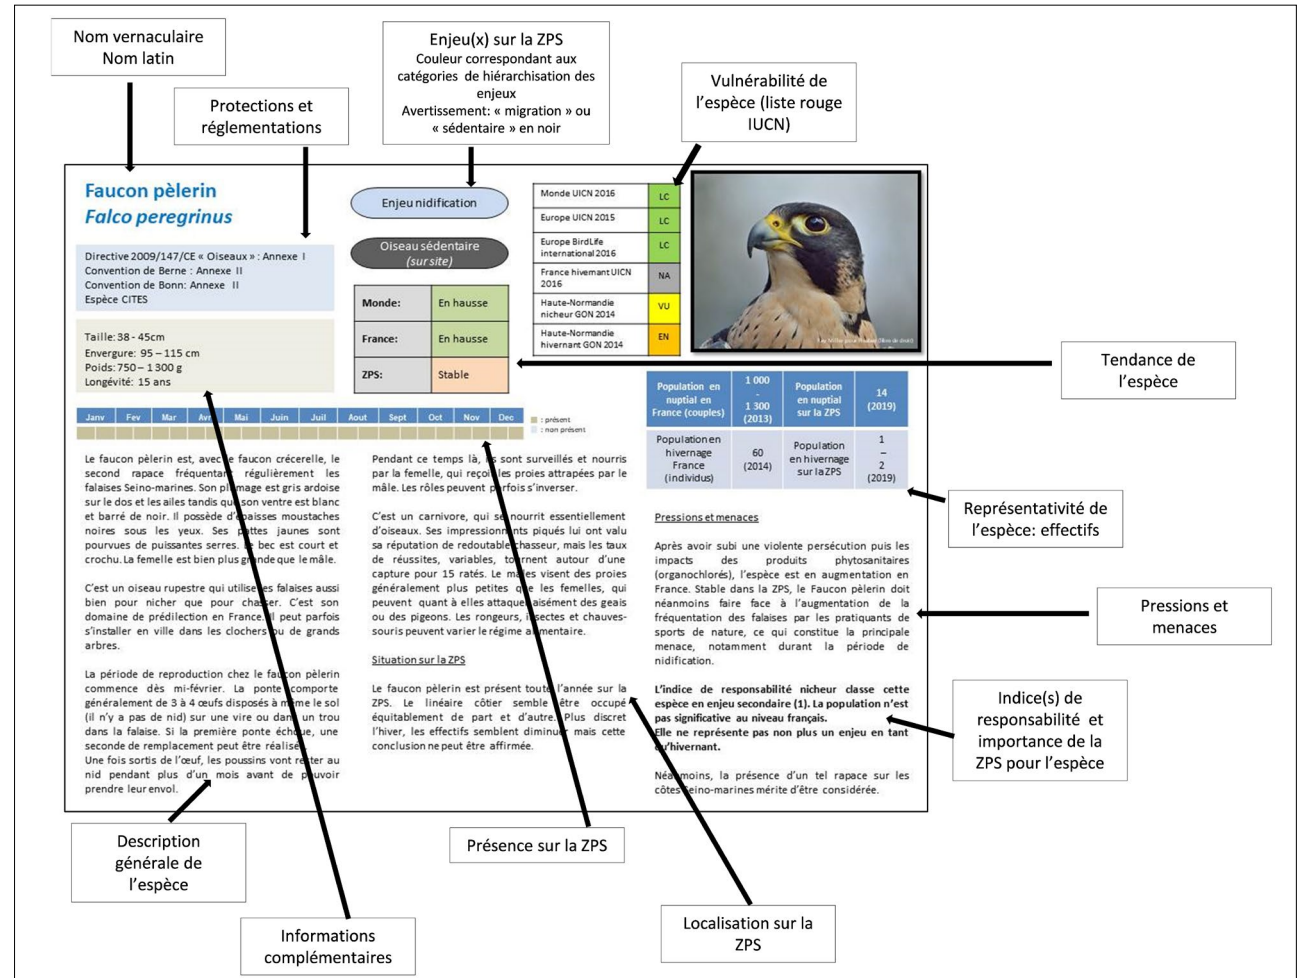 Nom vernaculaire
Nom latin
Enjeu(x) sur la ZPS
Couleur correspondant aux
catégories de hiérarchisation des
enjeux
Avertissement: « migration » ou
« sédentaire » en noir
Vulnérabilité de
l'espèce (liste rouge
IUCN)
Protections et
réglementations
Faucon pèlerin
Falco peregrinus
Directive 2009/147/CE « Oiseaux » : Annexe I
Convention de Berne : Annexe II
Convention de Bonn: Annexe II
Espèce CITES
Taille: 38 - 45cm
Envergure: 95 – 115 cm
Poids: 750 – 1 300 g
Longévité: 15 ans
Enjeu nidification
Oiseau sédentaire
(sur site)
Monde: En hausse
France: En hausse
ZPS: Stable
Monde UICN 2016 LC
Europe UICN 2015 LC
Europe BirdLife
international 2016 LC
France hivernant UICN
2016 NA
Haute-Normandie
nicheur GON 2014 VU
Haute-Normandie
hivernant GON 2014 EN
Tendance de
l'espèce
Janv Fev Mar Avr Mai Juin Juil Aout Sept Oct Nov Dec
: présent
: non présent
Population en
nuptial en
France (couples)
1 000
-
1 300
(2013)
Population
en nuptial
sur la ZPS
14
(2019)
Population en
hivernage
France
(individus)
60
(2014)
Population
en hivernage
sur la ZPS
1
–
2
(2019)
Représentativité de
l'espèce: effectifs
Le faucon pèlerin est, avec le faucon crécerelle, le
second rapace fréquentant régulièrement les
falaises Seino-marines. Son plumage est gris ardoise
sur le dos et les ailes tandis que son ventre est blanc
et barré de noir. Il possède d'épaisses moustaches
noires sous les yeux. Ses pattes jaunes sont
pourvues de puissantes serres. Le bec est court et
crochu. La femelle est bien plus grande que le mâle.
C'est un oiseau rupestre qui utilise les falaises aussi
bien pour nicher que pour chasser. C'est son
domaine de prédilection en France. Il peut parfois
s'installer en ville dans les clochers ou de grands
arbres.
La période de reproduction chez le faucon pèlerin
commence dès mi-février. La ponte comporte
généralement de 3 à 4 œufs disposés à même le sol
(il n'y a pas de nid) sur une vire ou dans un trou
dans la falaise. Si la première ponte échoue, une
seconde de remplacement peut être réalisée.
Une fois sortis de l'œuf, les poussins vont rester au
nid pendant plus d'un mois avant de pouvoir
prendre leur envol.
Pendant ce temps là, ils sont surveillés et nourris
par la femelle, qui reçoit les proies attrapées par le
mâle. Les rôles peuvent parfois s'inverser.
C'est un carnivore, qui se nourrit essentiellement
d'oiseaux. Ses impressionnants piqués lui ont valu
sa réputation de redoutable chasseur, mais les taux
de réussites, variables, tournent autour d'une
capture pour 15 ratés. Le mâles visent des proies
généralement plus petites que les femelles, qui
peuvent quant à elles attaquer aisément des geais
ou des pigeons. Les rongeurs, insectes et chauves-
souris peuvent varier le régime alimentaire.
Situation sur la ZPS
Le faucon pèlerin est présent toute l'année sur la
ZPS. Le linéaire côtier semble être occupé
équitablement de part et d'autre. Plus discret
l'hiver, les effectifs semblent diminuer mais cette
conclusion ne peut être affirmée.
Pressions et menaces
Après avoir subi une violente persécution puis les
impacts des produits phytosanitaires
(organochlorés), l'espèce est en augmentation en
France. Stable dans la ZPS, le Faucon pèlerin doit
néanmoins faire face à l'augmentation de la
fréquentation des falaises par les pratiquants de
sports de nature, ce qui constitue la principale
menace, notamment durant la période de
nidification.
L'indice de responsabilité nicheur classe cette
espèce en enjeu secondaire (1). La population n'est
pas significative au niveau français.
Elle ne représente pas non plus un enjeu en tant
qu'hivernant.
Néanmoins, la présence d'un tel rapace sur les
côtes Seino-marines mérite d'être considérée.
Pressions et
menaces
Indice(s) de
responsabilité et
importance de la
ZPS pour l'espèce
Description
générale de
l'espèce
Présence sur la ZPS
Informations
complémentaires
Localisation sur la
ZPS